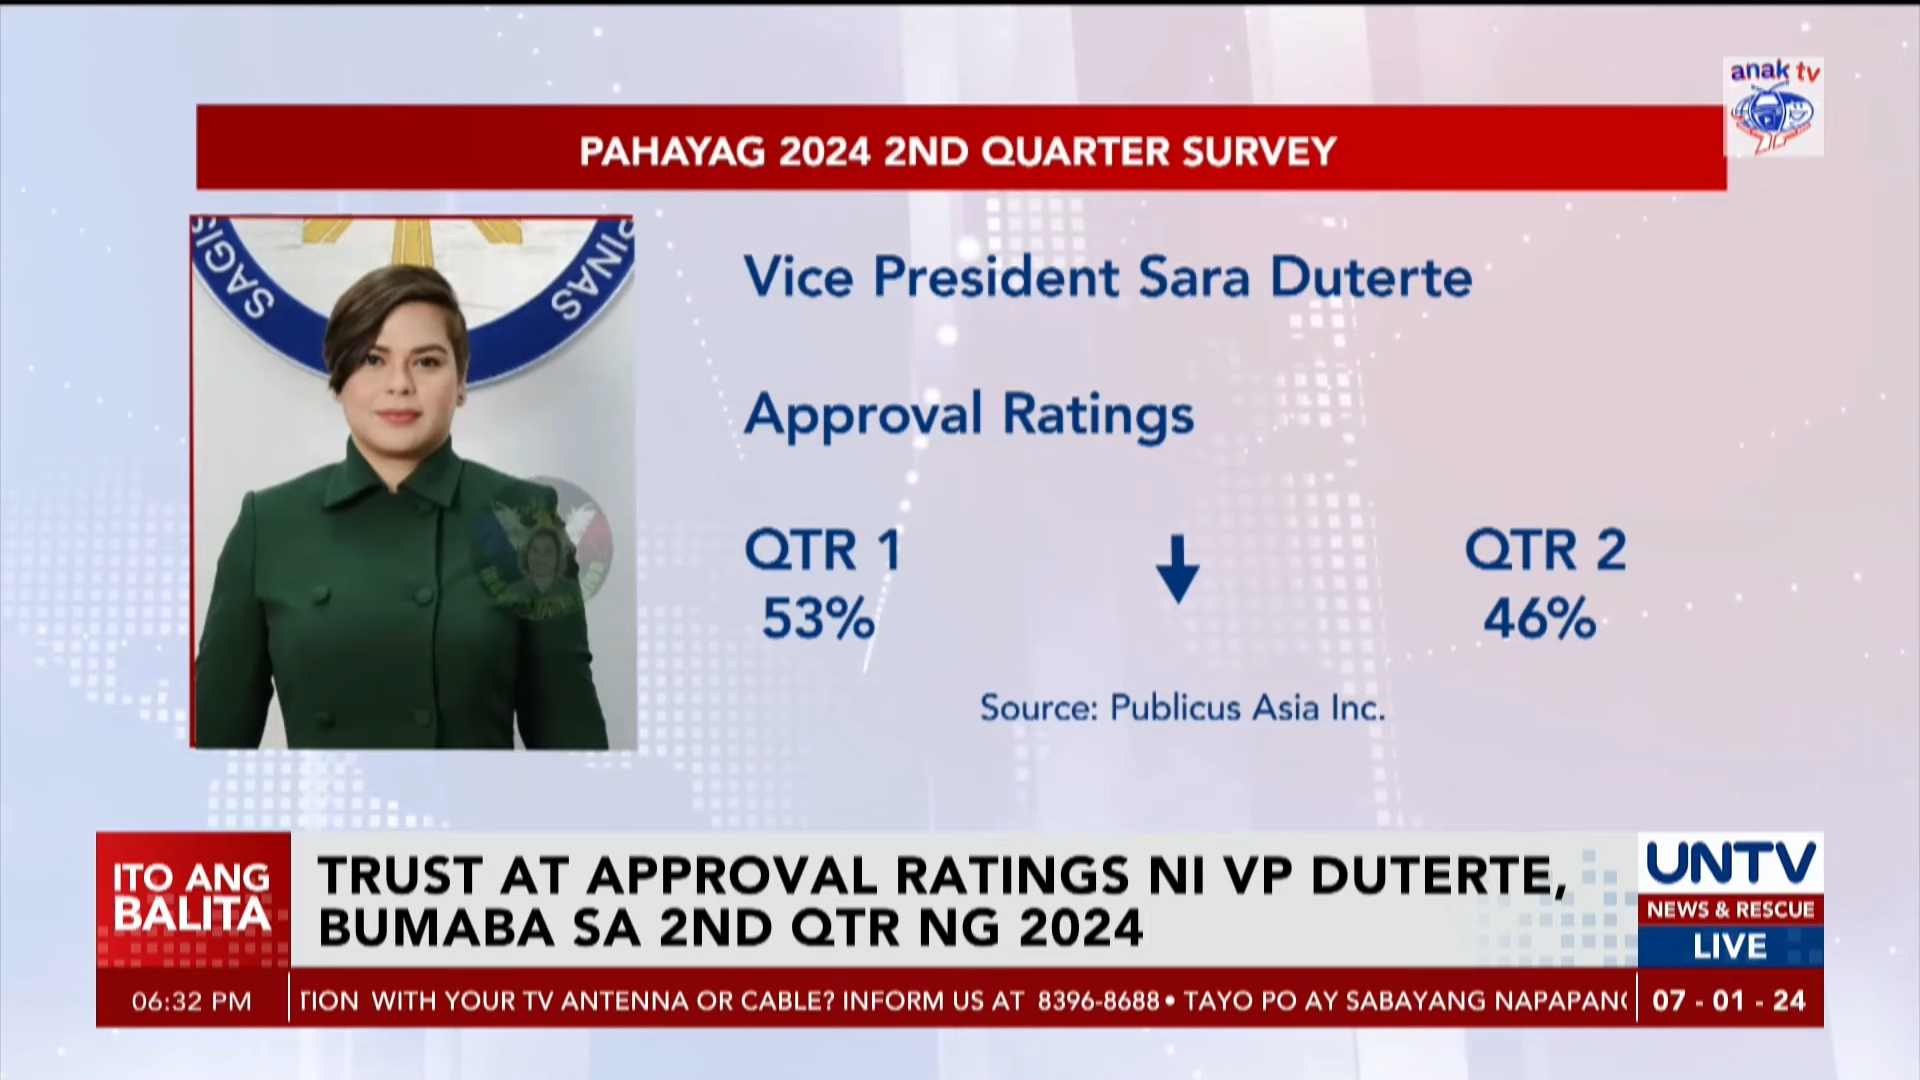 anak tv
PAHAYAG 2024 2ND QUARTER SURVEY
SAGIS
PINAS
Vice President Sara Duterte
Approval Ratings
QTR 1
QTR 2
53%
46%
Source: Publicus Asia Inc.
ITO ANG
BALITA
TRUST AT APPROVAL RATINGS NI VP DUTERTE,
BUMABA SA 2ND QTR NG 2024
UNTV
NEWS & RESCUE
LIVE
06:32 PM
TION WITH YOUR TV ANTENNA OR CABLE? INFORM US AT 8396-8688 • TAYO PO AY SABAYANG NAPAPANG
07 - 01 - 24